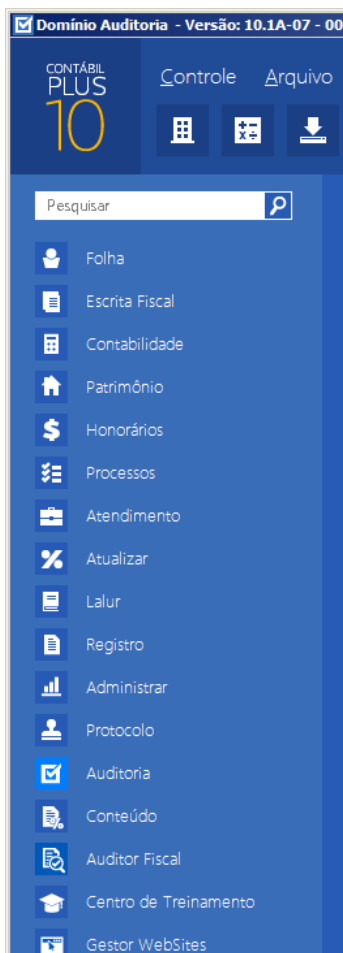 Domínio Auditoria - Versão: 10.1A-07 - 00
CONTÁBIL
PLUS
10
Controle Arquivo
Pesquisar
Folha
Escrita Fiscal
Contabilidade
Patrimônio
Honorários
Processos
Atendimento
Atualizar
Lalur
Registro
Administrar
Protocolo
Auditoria
Conteúdo
Auditor Fiscal
Centro de Treinamento
Gestor WebSites